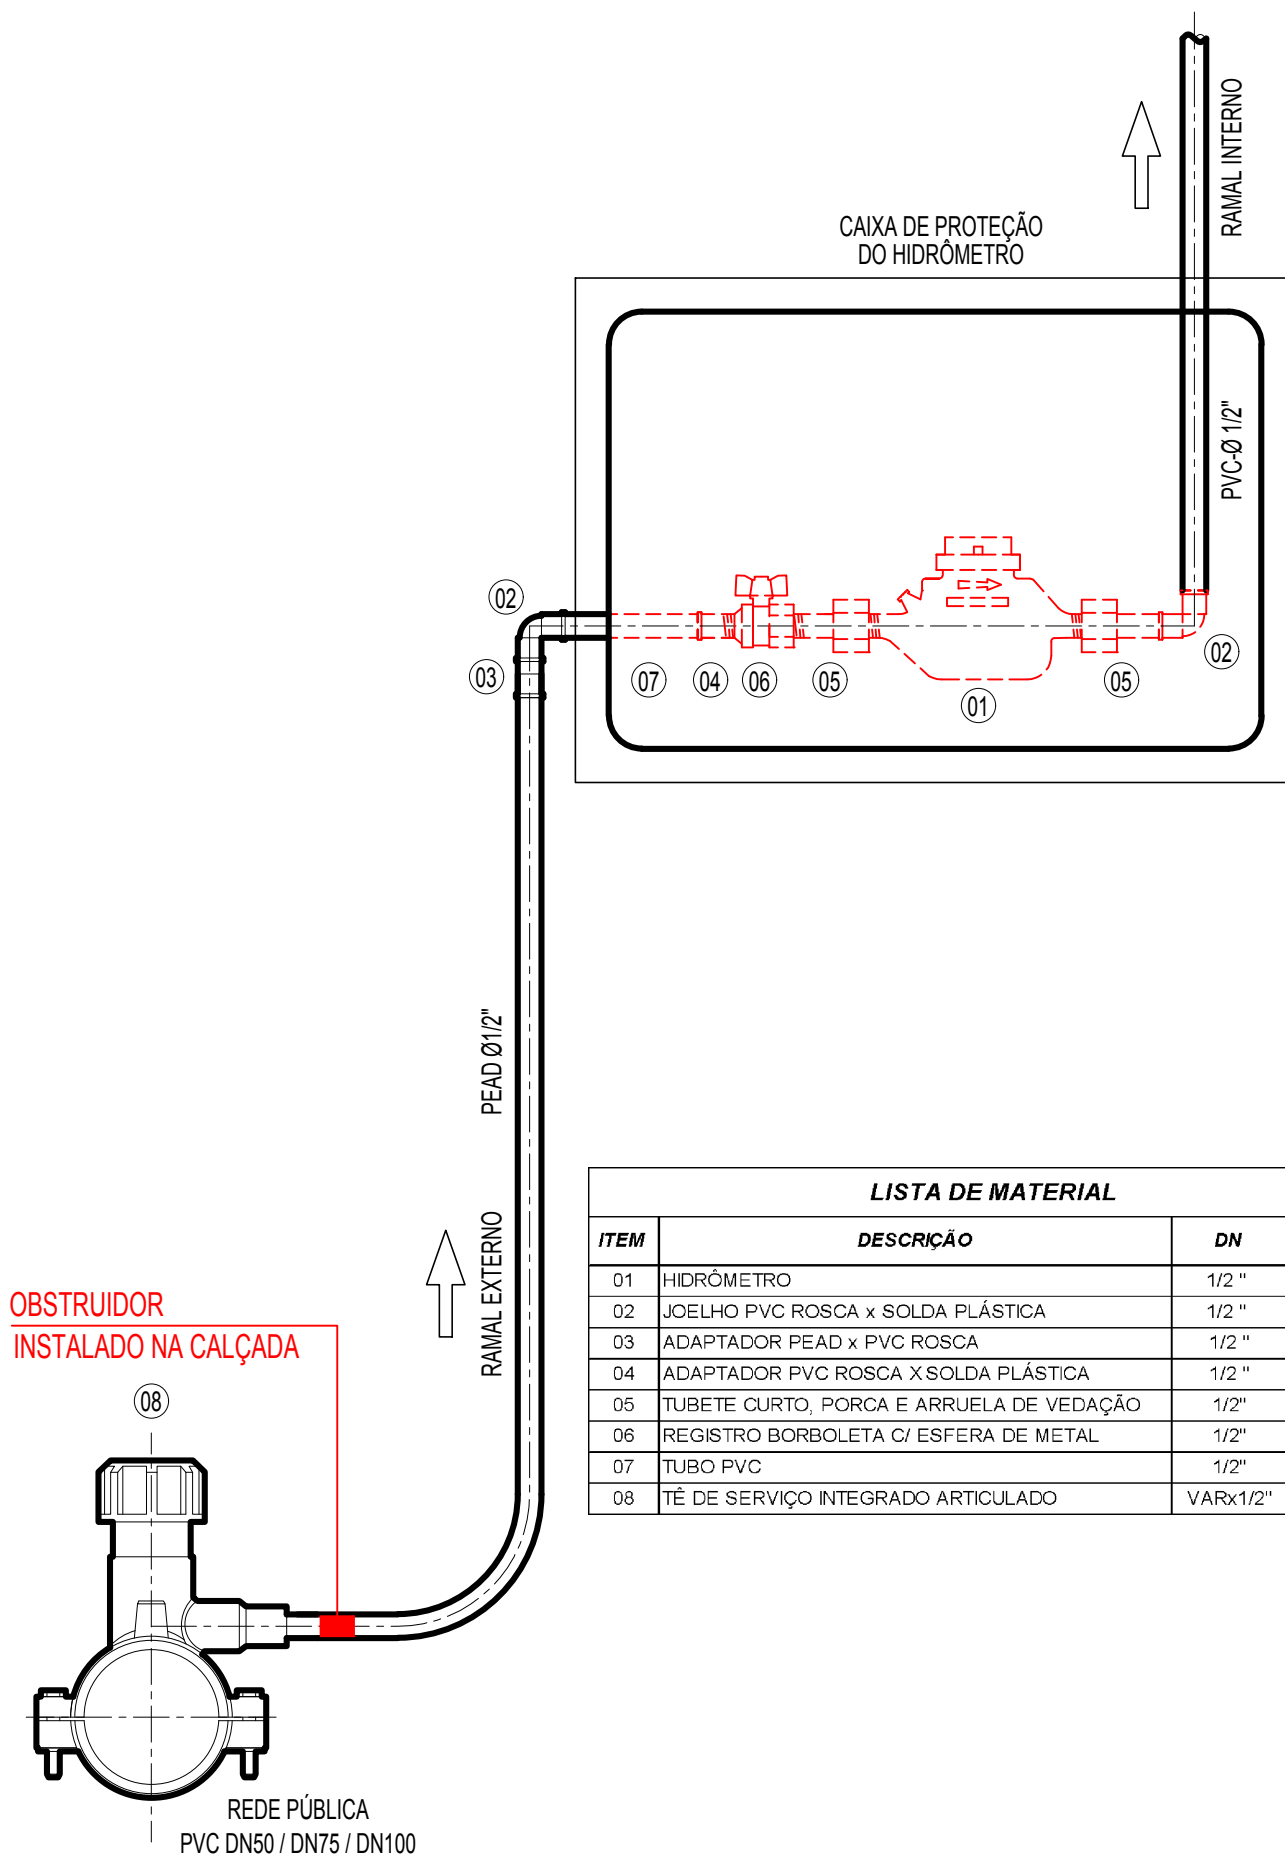 RAMAL INTERNO
CAIXA DE PROTEÇÃO
DO HIDRÔMETRO
PVC-Ø 1/2"
02
03
07
04
06
05
01
05
02
PEAD Ø1/2"
RAMAL EXTERNO
OBSTRUIDOR
INSTALADO NA CALÇADA
08
LISTA DE MATERIAL
ITEM DESCRIÇÃO DN
01 HIDRÔMETRO 1/2 "
02 JOELHO PVC ROSCA x SOLDA PLÁSTICA 1/2 "
03 ADAPTADOR PEAD x PVC ROSCA 1/2 "
04 ADAPTADOR PVC ROSCA X SOLDA PLÁSTICA 1/2 "
05 TUBETE CURTO, PORCA E ARRUELA DE VEDAÇÃO 1/2"
06 REGISTRO BORBOLETA C/ ESFERA DE METAL 1/2"
07 TUBO PVC 1/2"
08 TÊ DE SERVIÇO INTEGRADO ARTICULADO VARx1/2"
REDE PÚBLICA
PVC DN50 / DN75 / DN100